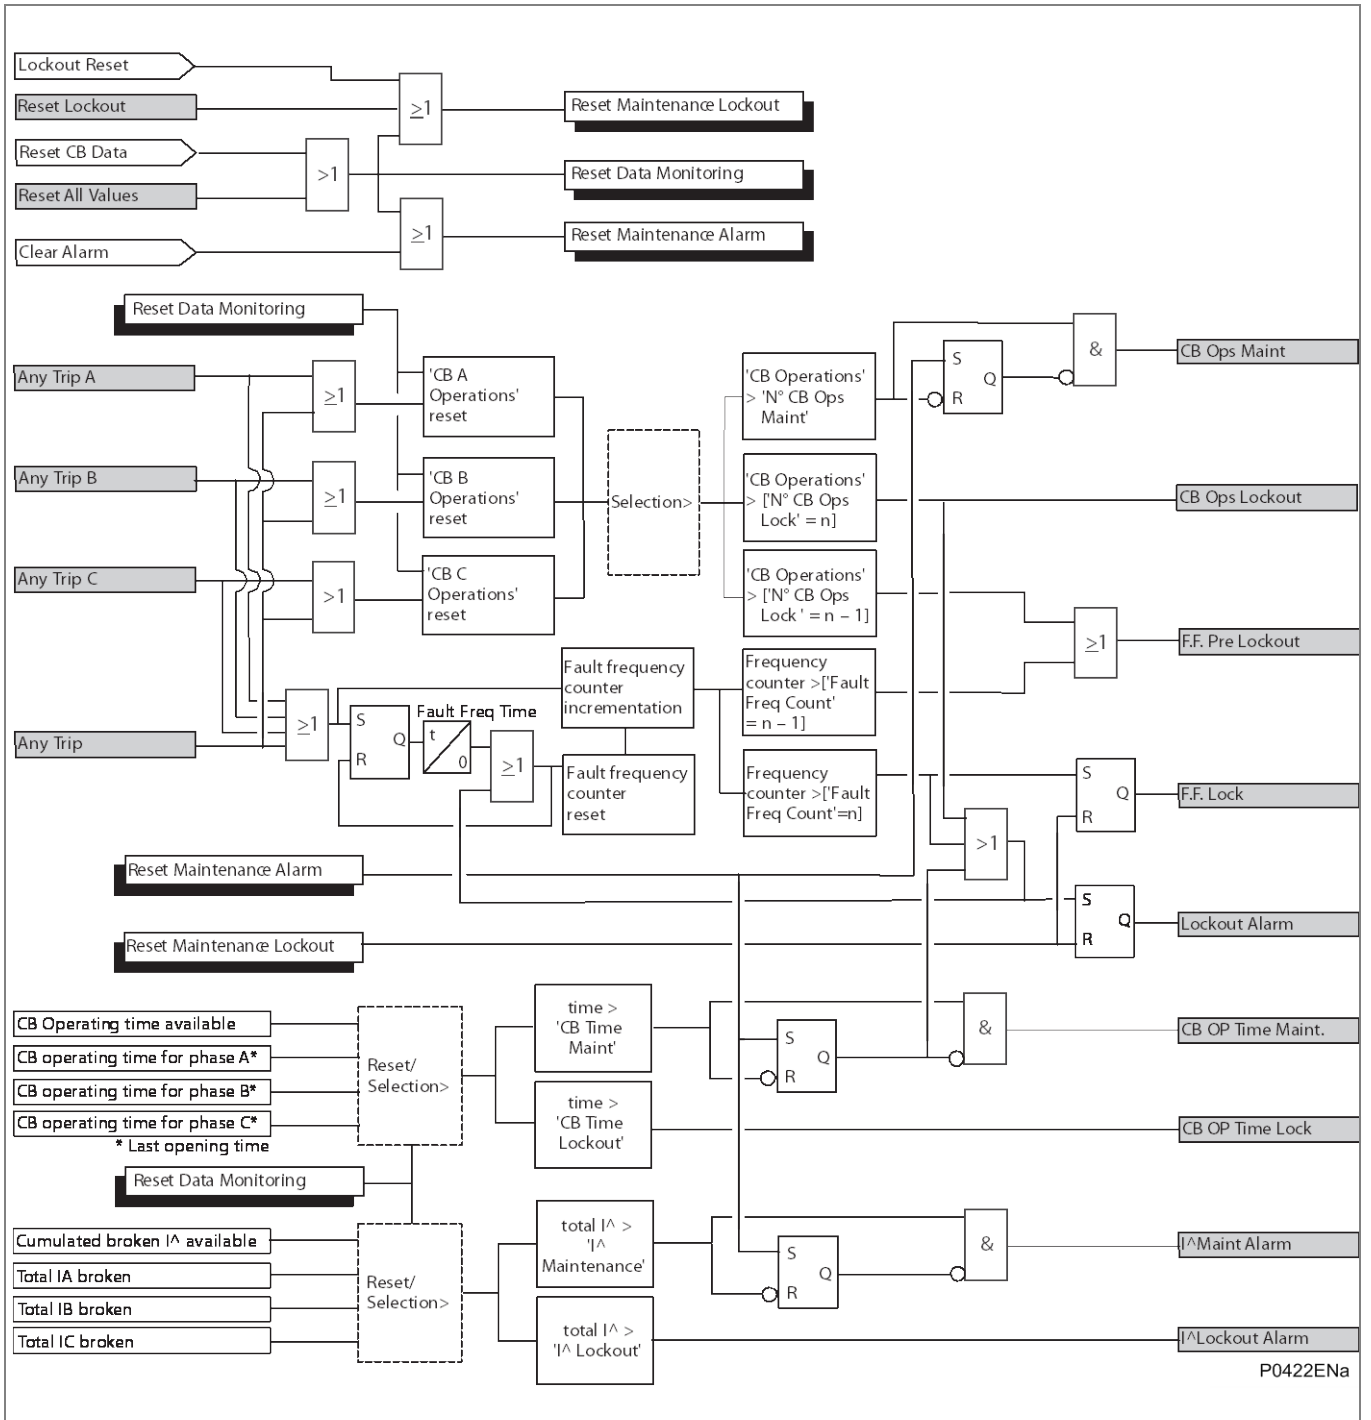 Lockout Reset
Reset Lockout
≥1
Reset Maintenance Lockout
Reset CB Data
>1
Reset Data Monitoring
Reset All Values
≥1
Reset Maintenance Alarm
Clear Alarm
Reset Data Monitoring
Any Trip A
≥1
'CB A
Operations'
reset
'CB Operations'
> 'N° CB Ops
Maint'
S
Q
R
&
CB Ops Maint
Any Trip B
≥1
'CB B
Operations'
reset
Selection>
'CB Operations'
> ['N° CB Ops
Lock' = n]
CB Ops Lockout
Any Trip C
>1
'CB C
Operations'
reset
'CB Operations'
> ['N° CB Ops
Lock ' = n – 1]
≥1
F.F. Pre Lockout
Any Trip
≥1
S
Q
R
Fault Freq Time
t
0
≥1
Fault frequency
counter
incrementation
Frequency
counter >['Fault
Freq Count'
= n – 1]
Fault frequency
counter
reset
Frequency
counter >['Fault
Freq Count'=n]
S
Q
R
F.F. Lock
>1
Reset Maintenance Alarm
S
Q
R
Lockout Alarm
Reset Maintenance Lockout
CB Operating time available
CB operating time for phase A*
CB operating time for phase B*
CB operating time for phase C*
* Last opening time
Reset/
Selection>
time >
'CB Time
Maint'
S
Q
R
&
CB OP Time Maint.
time >
'CB Time
Lockout'
CB OP Time Lock
Reset Data Monitoring
Cumulated broken I^ available
Total IA broken
Total IB broken
Total IC broken
Reset/
Selection>
total I^ >
'I^
Maintenance'
S
Q
R
&
I^Maint Alarm
total I^ >
'I^ Lockout'
I^Lockout Alarm
P0422ENa